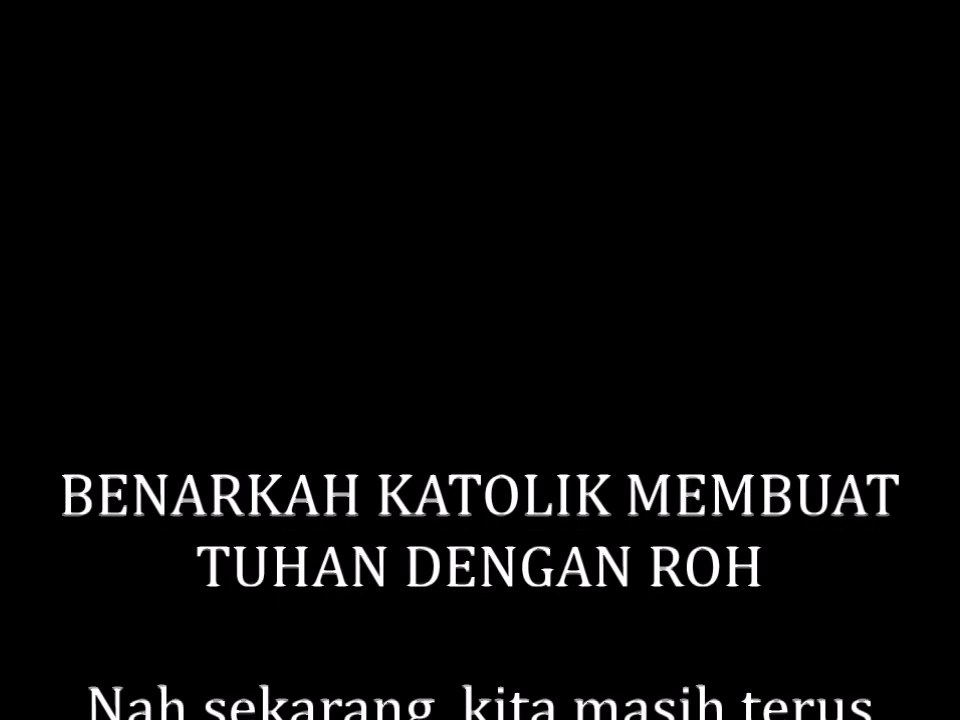 BENARKAH KATOLIK MEMBUAT
TUHAN DENGAN ROH
Nah sekarang, kita masih terus